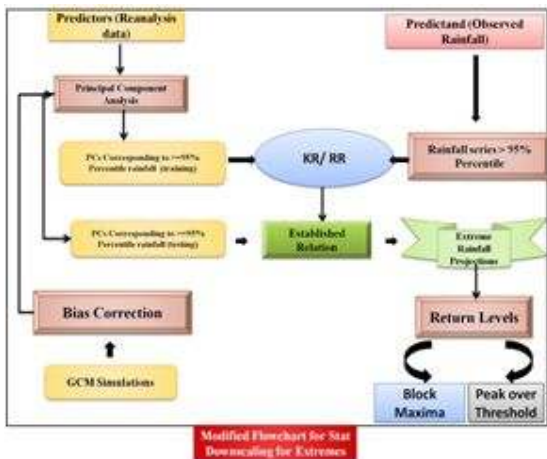 Predictors (Reanalysis
data)
Predictand (Observed
Rainfall)
Principal Component
Analysis
PCs Corresponding to >=95%
Percentile rainfall (training)
KR/ RR
Rainfall series > 95%
Percentile
PCs Corresponding to >=95%
Percentile rainfall (testing)
Established
Relation
Extreme
Rainfall
Projections
Bias Correction
Return Levels
GCM Simulations
Block
Maxima
Peak over
Threshold
Modified Flowchart for Stat
Downscaling for Extremes